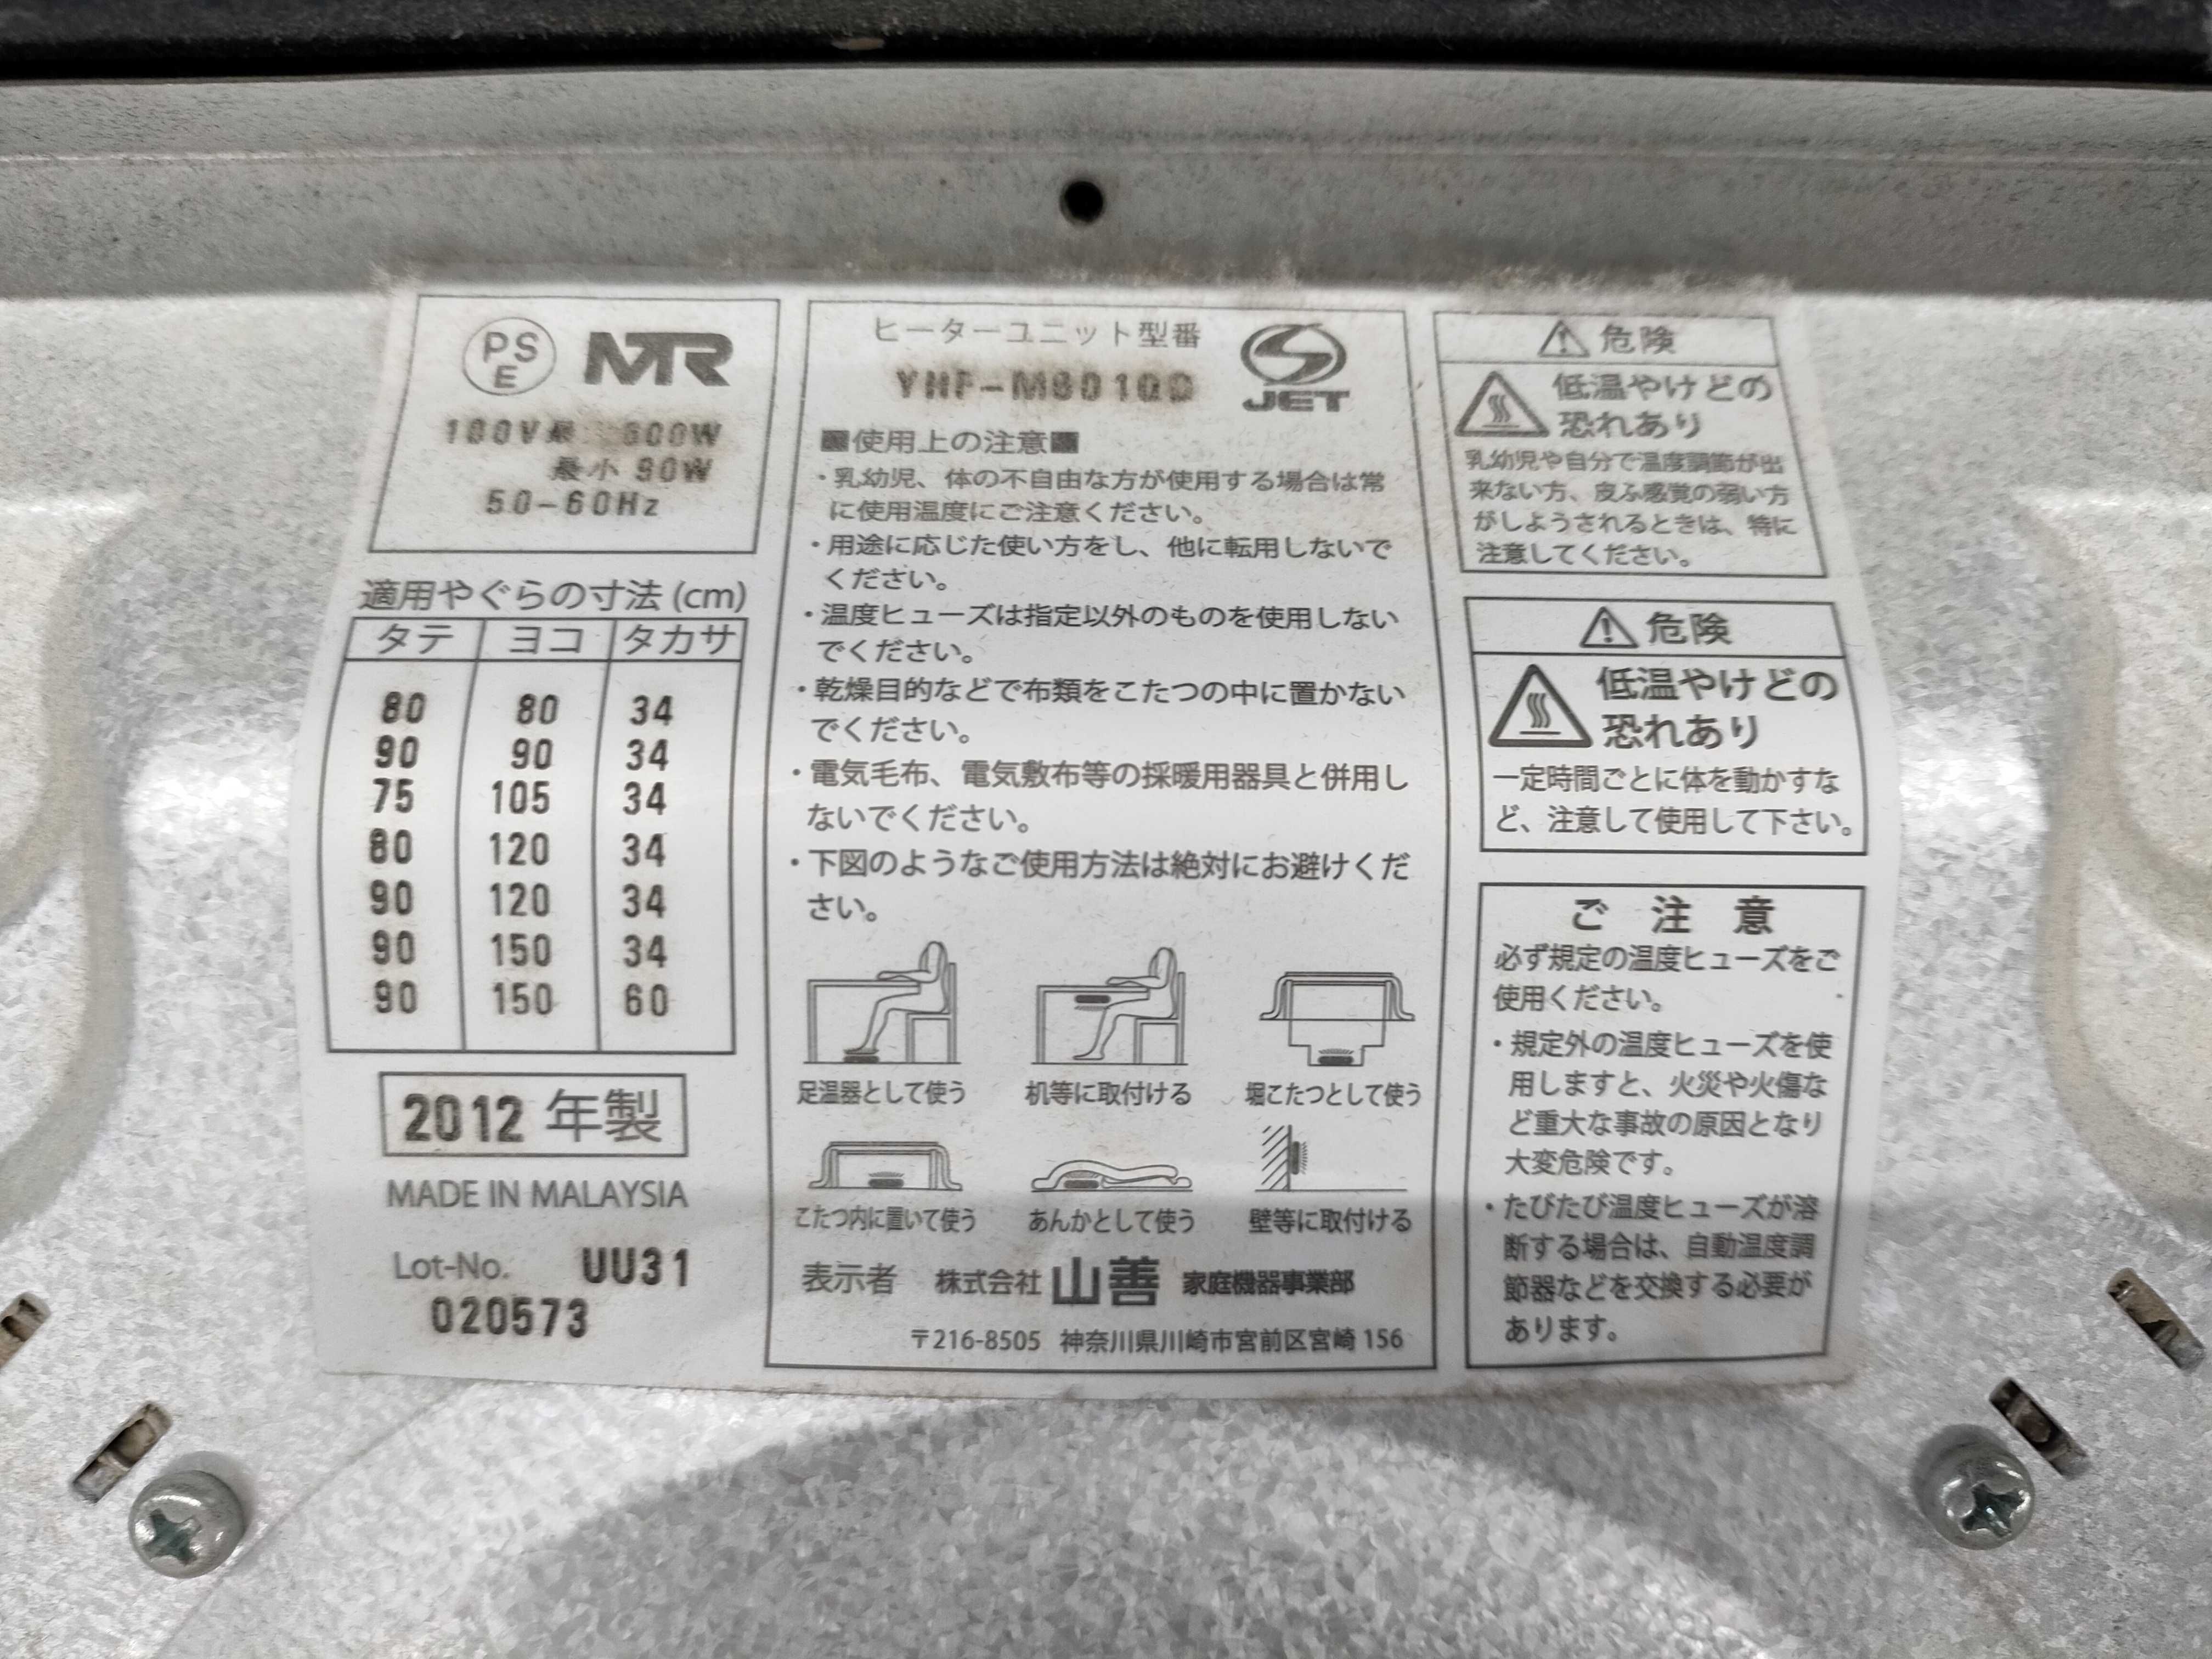 PS
E
MTR
100V 最 600W
最小 90W
50-60Hz
適用やぐらの寸法(cm)
タテ ヨコ タカサ
80 80 34
90 90 34
75 105 34
80 120 34
90 120 34
90 150 34
90 150 60
2012 年製
MADE IN MALAYSIA
Lot-No. UU31
020573
ヒーターユニット型番
JET
■使用上の注意■
・乳幼児、体の不自由な方が使用する場合は常
に使用温度にご注意ください。
・用途に応じた使い方をし、他に転用しないで
ください。
・温度ヒューズは指定以外のものを使用しない
でください。
・乾燥目的などで布類をこたつの中に置かない
でください。
・電気毛布、電気敷布等の採暖用器具と併用し
ないでください。
・下図のようなご使用方法は絶対にお避けくだ
さい。
足温器として使う 机等に取付ける 堀こたつとして使う
こたつ内に置いて使う あんかとして使う 壁等に取付ける
表示者 株式会社 山善 家庭機器事業部
〒216-8505 神奈川県川崎市宮前区宮崎 156
危険
低温やけどの
恐れあり
乳幼児や自分で温度調節が出
来ない方、皮ふ感覚の弱い方
がしようされるときは、特に
注意してください。
危険
低温やけどの
恐れあり
一定時間ごとに体を動かすな
ど、注意して使用して下さい。
ご 注 意
必ず規定の温度ヒューズをご
使用ください。
・規定外の温度ヒューズを使
用しますと、火災や火傷な
ど重大な事故の原因となり
大変危険です。
・たびたび温度ヒューズが溶
断する場合は、自動温度調
節器などを交換する必要が
あります。